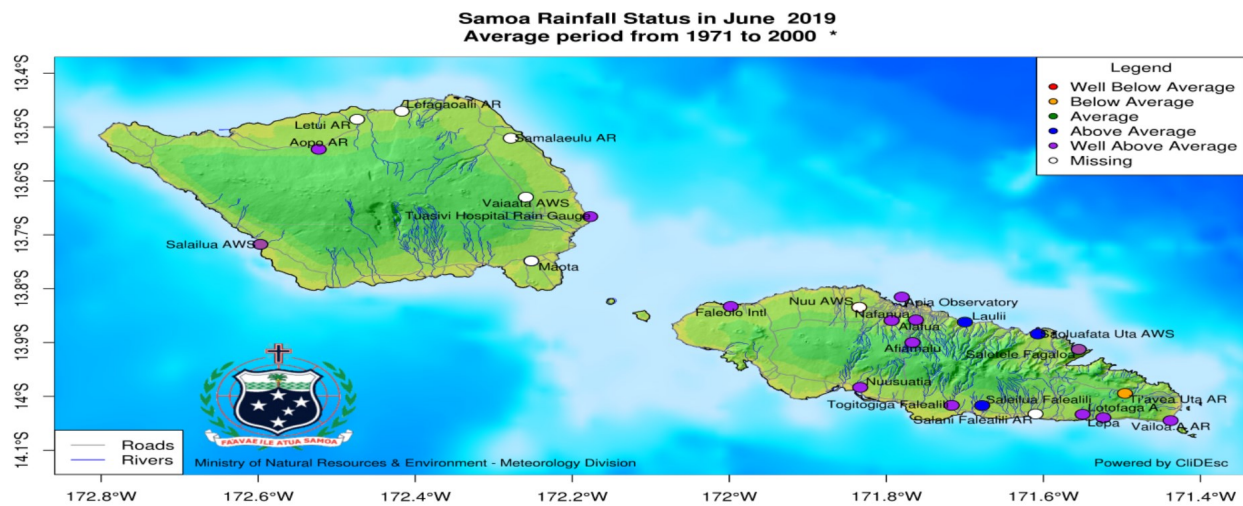 Samoa Rainfall Status in June 2019
Average period from 1971 to 2000 *
Legend
Well Below Average
Below Average
Average
Above Average
Well Above Average
Missing
13.4°S
13.5°S
13.6°S
13.7°S
13.8°S
13.9°S
14°S
14.1°S
Lefagaoalii AR
Letui AR
Samalaeulu AR
Aopo AR
Vaiaata AWS
Tuasivi Hospital Rain Gauge
Salailua AWS
Maota
Nuu AWS
Apia Observatory
Faleolo Intl
Nafanua
Laulii
Alafua
Saoluafata Uta AWS
Afiamalu
Saletele Fagaloa
Nuusuatia
Ti'avea Uta AR
Togitogiga Falealili
Saleilua Falealili
Lotofaga A.
Salani Falealili AR
Lepa
Vailoa A AR
FAAVAE ILE ATUA SAMOA
Roads
Rivers
Ministry of Natural Resources & Environment - Meteorology Division
Powered by CliDEsc
172.8°W
172.6°W
172.4°W
172.2°W
172°W
171.8°W
171.6°W
171.4°W